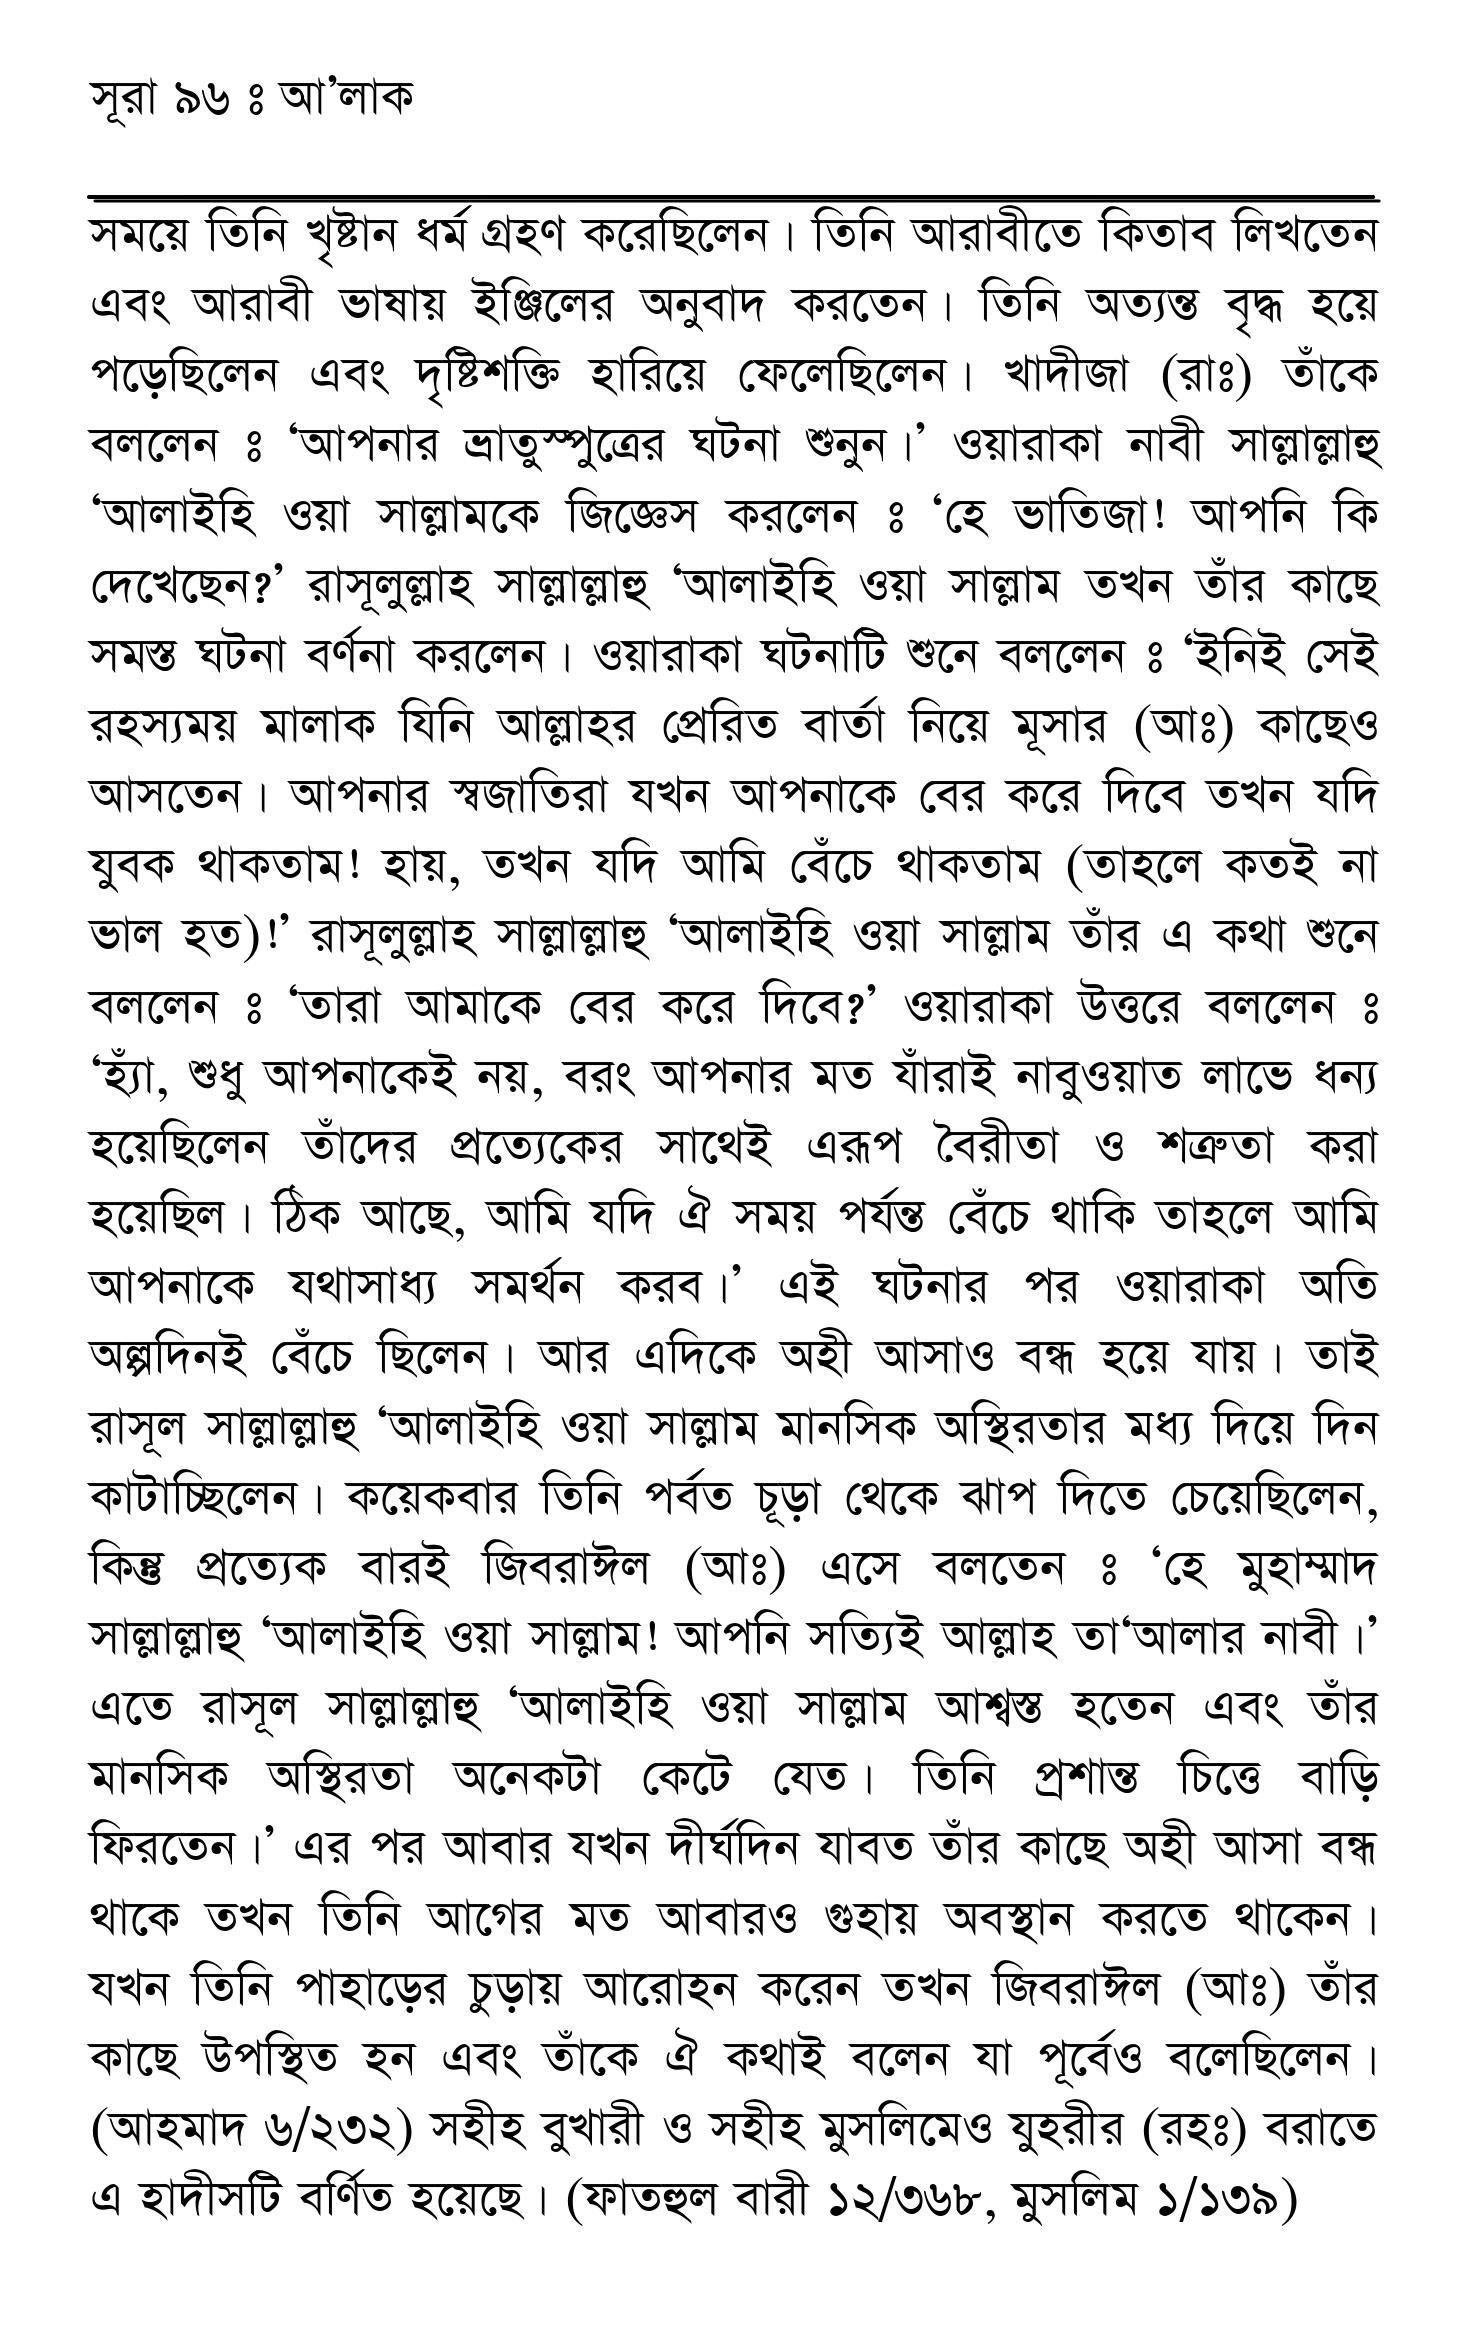 সূরা ৯৬ ঃ আ’লাক
সময়ে তিনি খৃষ্টান ধর্ম গ্রহণ করেছিলেন। তিনি আরাবীতে কিতাব লিখতেন
এবং আরাবী ভাষায় ইঞ্জিলের অনুবাদ করতেন। তিনি অত্যন্ত বৃদ্ধ হয়ে
পড়েছিলেন এবং দৃষ্টিশক্তি হারিয়ে ফেলেছিলেন। খাদীজা (রাঃ) তাঁকে
বললেন ঃ ‘আপনার ভ্রাতুস্পুত্রের ঘটনা শুনুন।’ ওয়ারাকা নাবী সাল্লাল্লাহু
‘আলাইহি ওয়া সাল্লামকে জিজ্ঞেস করলেন ঃ ‘হে ভাতিজা! আপনি কি
দেখেছেন?’ রাসূলুল্লাহ সাল্লাল্লাহু ‘আলাইহি ওয়া সাল্লাম তখন তাঁর কাছে
সমস্ত ঘটনা বর্ণনা করলেন। ওয়ারাকা ঘটনাটি শুনে বললেন ঃ ‘ইনিই সেই
রহস্যময় মালাক যিনি আল্লাহর প্রেরিত বার্তা নিয়ে মূসার (আঃ) কাছেও
আসতেন। আপনার স্বজাতিরা যখন আপনাকে বের করে দিবে তখন যদি
যুবক থাকতাম! হায়, তখন যদি আমি বেঁচে থাকতাম (তাহলে কতই না
ভাল হত)!’ রাসূলুল্লাহ সাল্লাল্লাহু ‘আলাইহি ওয়া সাল্লাম তাঁর এ কথা শুনে
বললেন ঃ ‘তারা আমাকে বের করে দিবে?’ ওয়ারাকা উত্তরে বললেন ঃ
‘হ্যাঁ, শুধু আপনাকেই নয়, বরং আপনার মত যাঁরাই নাবুওয়াত লাভে ধন্য
হয়েছিলেন তাঁদের প্রত্যেকের সাথেই এরূপ বৈরীতা ও শত্রুতা করা
হয়েছিল। ঠিক আছে, আমি যদি ঐ সময় পর্যন্ত বেঁচে থাকি তাহলে আমি
আপনাকে যথাসাধ্য সমর্থন করব।’ এই ঘটনার পর ওয়ারাকা অতি
অল্পদিনই বেঁচে ছিলেন। আর এদিকে অহী আসাও বন্ধ হয়ে যায়। তাই
রাসূল সাল্লাল্লাহু ‘আলাইহি ওয়া সাল্লাম মানসিক অস্থিরতার মধ্য দিয়ে দিন
কাটাচ্ছিলেন। কয়েকবার তিনি পর্বত চূড়া থেকে ঝাপ দিতে চেয়েছিলেন,
কিন্তু প্রত্যেক বারই জিবরাঈল (আঃ) এসে বলতেন ঃ ‘হে মুহাম্মাদ
সাল্লাল্লাহু ‘আলাইহি ওয়া সাল্লাম! আপনি সত্যিই আল্লাহ তা‘আলার নাবী।’
এতে রাসূল সাল্লাল্লাহু ‘আলাইহি ওয়া সাল্লাম আশ্বস্ত হতেন এবং তাঁর
মানসিক অস্থিরতা অনেকটা কেটে যেত। তিনি প্রশান্ত চিত্তে বাড়ি
ফিরতেন।’ এর পর আবার যখন দীর্ঘদিন যাবত তাঁর কাছে অহী আসা বন্ধ
থাকে তখন তিনি আগের মত আবারও গুহায় অবস্থান করতে থাকেন।
যখন তিনি পাহাড়ের চুড়ায় আরোহন করেন তখন জিবরাঈল (আঃ) তাঁর
কাছে উপস্থিত হন এবং তাঁকে ঐ কথাই বলেন যা পূর্বেও বলেছিলেন।
(আহমাদ ৬/২৩২) সহীহ বুখারী ও সহীহ মুসলিমেও যুহরীর (রহঃ) বরাতে
এ হাদীসটি বর্ণিত হয়েছে। (ফাতহুল বারী ১২/৩৬৮, মুসলিম ১/১৩৯)